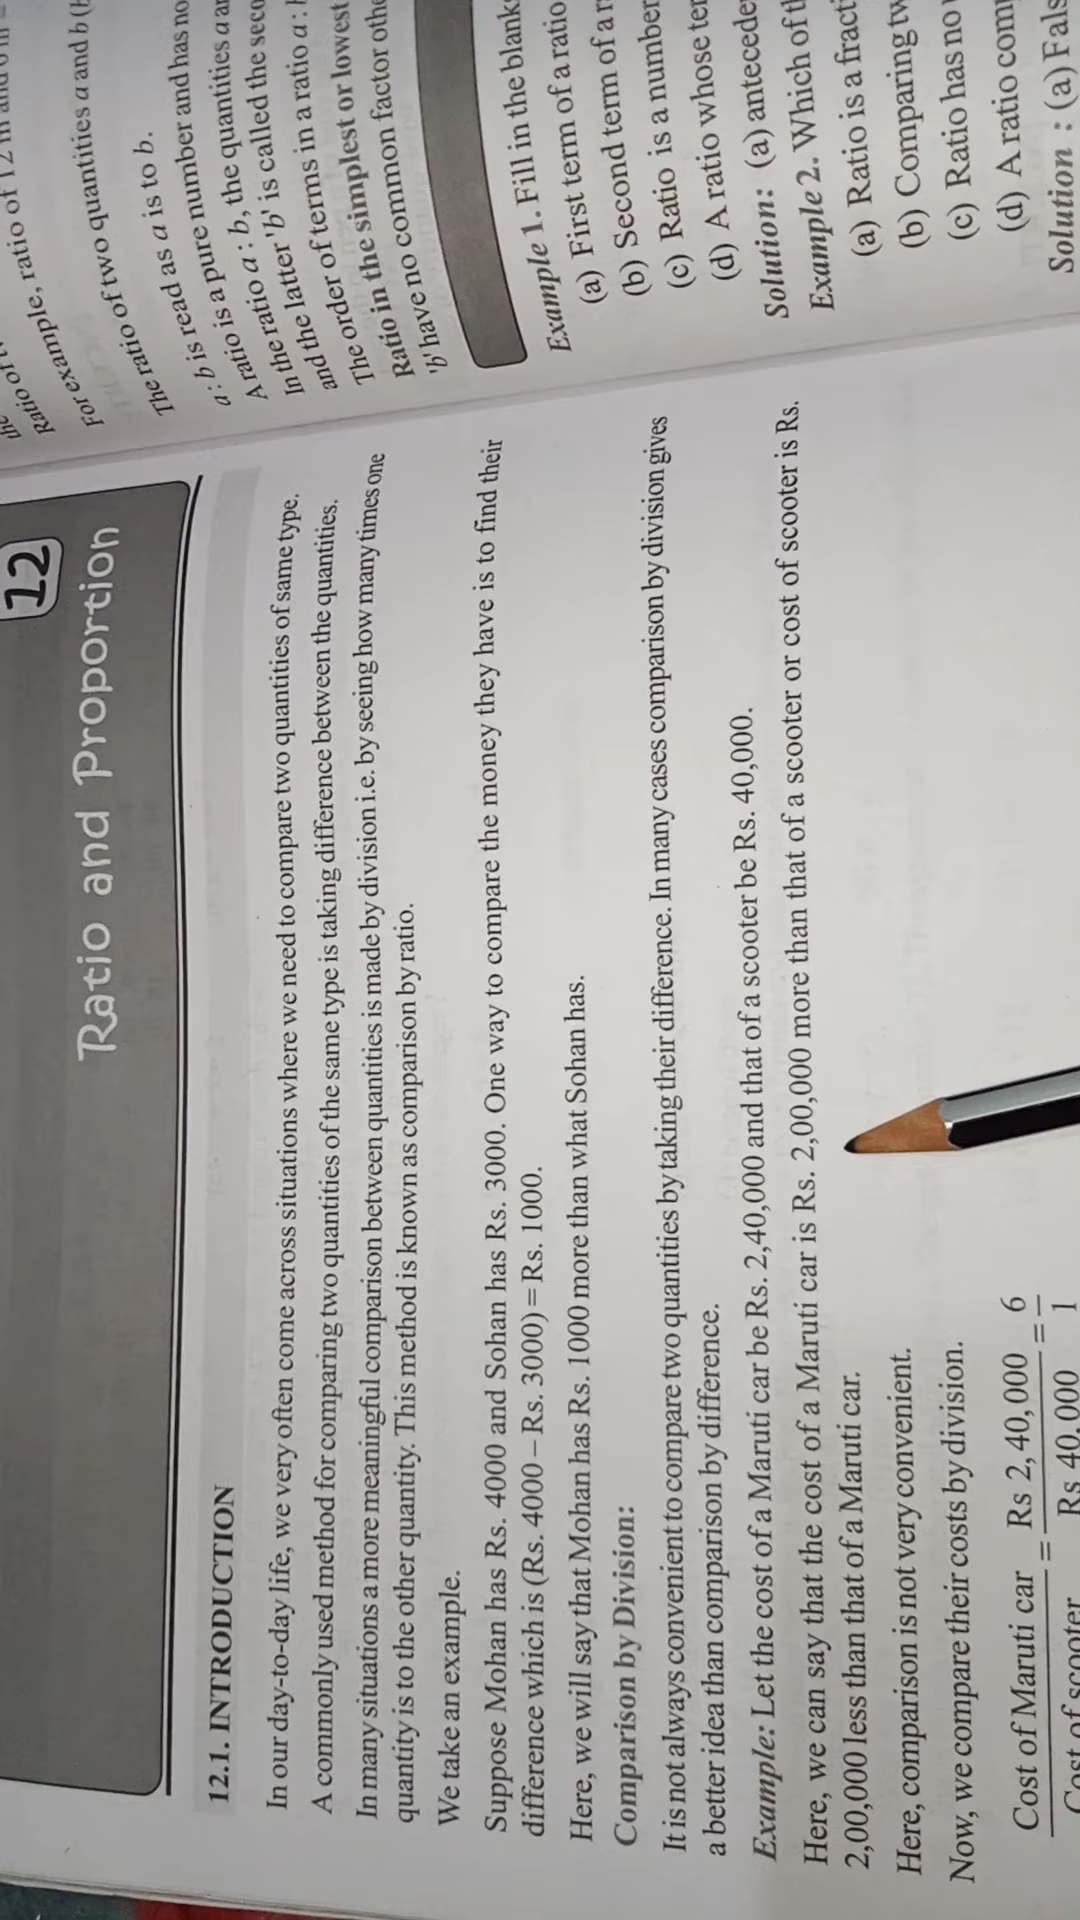 12
Ratio and Proportion
12.1. INTRODUCTION
In our day-to-day life, we very often come across situations where we need to compare two quantities of same type.
A commonly used method for comparing two quantities of the same type is taking difference between the quantities.
In many situations a more meaningful comparison between quantities is made by division i.e. by seeing how many times one
quantity is to the other quantity. This method is known as comparison by ratio.
We take an example.
Suppose Mohan has Rs. 4000 and Sohan has Rs. 3000. One way to compare the money they have is to find their
difference which is (Rs. 4000 – Rs. 3000) = Rs. 1000.
Here, we will say that Mohan has Rs. 1000 more than what Sohan has.
Comparison by Division:
It is not always convenient to compare two quantities by taking their difference. In many cases comparison by division gives
a better idea than comparison by difference.
Example: Let the cost of a Maruti car be Rs. 2,40,000 and that of a scooter be Rs. 40,000.
Here, we can say that the cost of a Maruti car is Rs. 2,00,000 more than that of a scooter or cost of scooter is Rs.
2,00,000 less than that of a Maruti car.
Here, comparison is not very convenient.
Now, we compare their costs by division.
Cost of Maruti car = Rs 2,40,000 = 6
Cost of scooter Rs 40,000 1
Ratio of 12 m and
For example, ratio of
For two quantities a and b
The ratio of two quantities a and b (b
a : b is read as a is to b.
A ratio is a pure number and has no
In the ratio a : b, the quantities a ar
In the latter 'b' is called the seco
and the order of terms in a ratio a : b
The order of
Ratio in the simplest or lowest
'b' have no common factor othe
Example 1. Fill in the blank
(a) First term of a ratio
(b) Second term of a r
(c) Ratio is a number
(d) A ratio whose ter
Solution: (a) antecede
Example 2. Which of t
(a) Ratio is a fracti
(b) Comparing tw
(c) Ratio has no
(d) A ratio com
Solution : (a) Fals